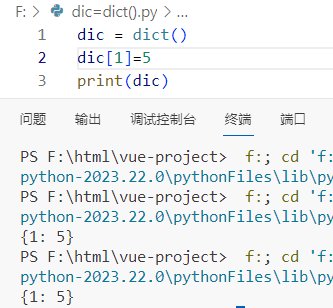 F: > dic=dict().py > ...
1 dic = dict()
2 dic[1]=5
3 print(dic)
问题 输出 调试控制台 终端 端口
PS F:\html\vue-project> f:; cd 'f:
python-2023.22.0\pythonFiles\lib\py
PS F:\html\vue-project> f:; cd 'f:
python-2023.22.0\pythonFiles\lib\py
{1: 5}
PS F:\html\vue-project> f:; cd 'f:
python-2023.22.0\pythonFiles\lib\py
{1: 5}